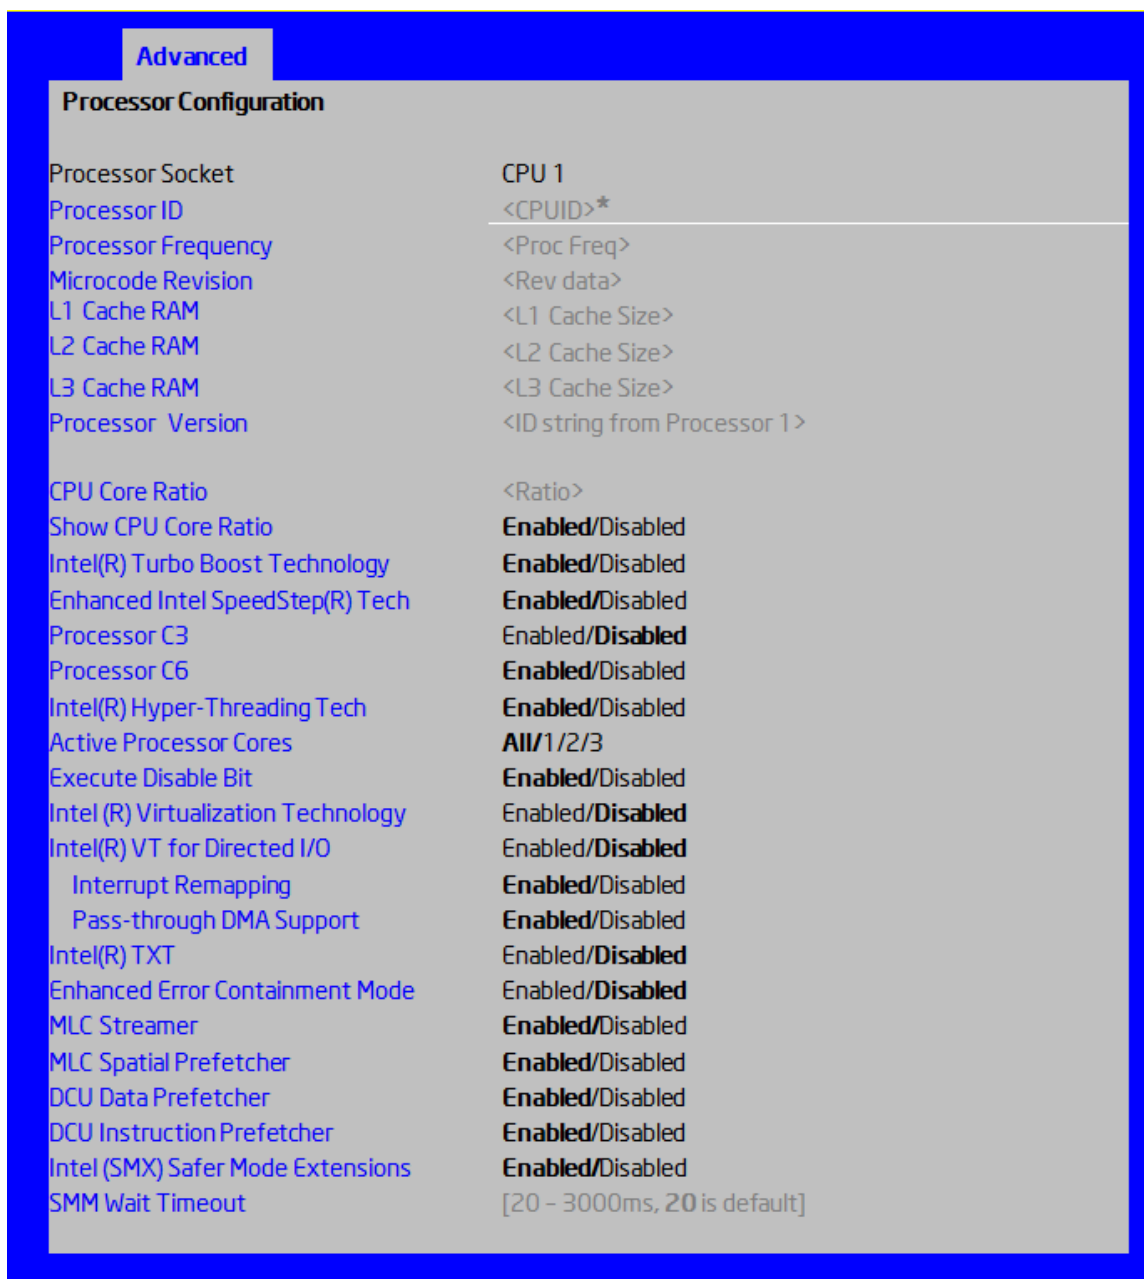 Advanced
Processor Configuration
Processor Socket CPU 1
Processor ID <CPUID>*
Processor Frequency <Proc Freq>
Microcode Revision <Rev data>
L1 Cache RAM <L1 Cache Size>
L2 Cache RAM <L2 Cache Size>
L3 Cache RAM <L3 Cache Size>
Processor Version <ID string from Processor 1>
CPU Core Ratio <Ratio>
Show CPU Core Ratio Enabled/Disabled
Intel(R) Turbo Boost Technology Enabled/Disabled
Enhanced Intel SpeedStep(R) Tech Enabled/Disabled
Processor C3 Enabled/Disabled
Processor C6 Enabled/Disabled
Intel(R) Hyper-Threading Tech Enabled/Disabled
Active Processor Cores All/1/2/3
Execute Disable Bit Enabled/Disabled
Intel (R) Virtualization Technology Enabled/Disabled
Intel(R) VT for Directed I/O Enabled/Disabled
Interrupt Remapping Enabled/Disabled
Pass-through DMA Support Enabled/Disabled
Intel(R) TXT Enabled/Disabled
Enhanced Error Containment Mode Enabled/Disabled
MLC Streamer Enabled/Disabled
MLC Spatial Prefetcher Enabled/Disabled
DCU Data Prefetcher Enabled/Disabled
DCU Instruction Prefetcher Enabled/Disabled
Intel (SMX) Safer Mode Extensions Enabled/Disabled
SMM Wait Timeout [20 – 3000ms, 20 is default]